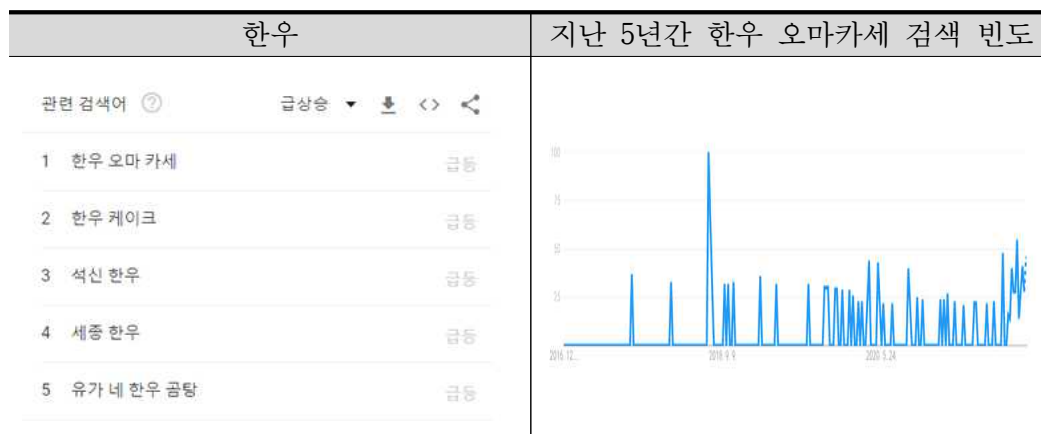 한우
지난 5년간 한우 오마카세 검색 빈도
관련 검색어 ?
급상승
1 한우 오마 카세 급등
2 한우 케이크 급등
3 석신 한우 급등
4 세종 한우 급등
5 유가 네 한우 곰탕 급등
100
75
50
25
2016. 12...
2018. 9. 9
2020. 5. 24